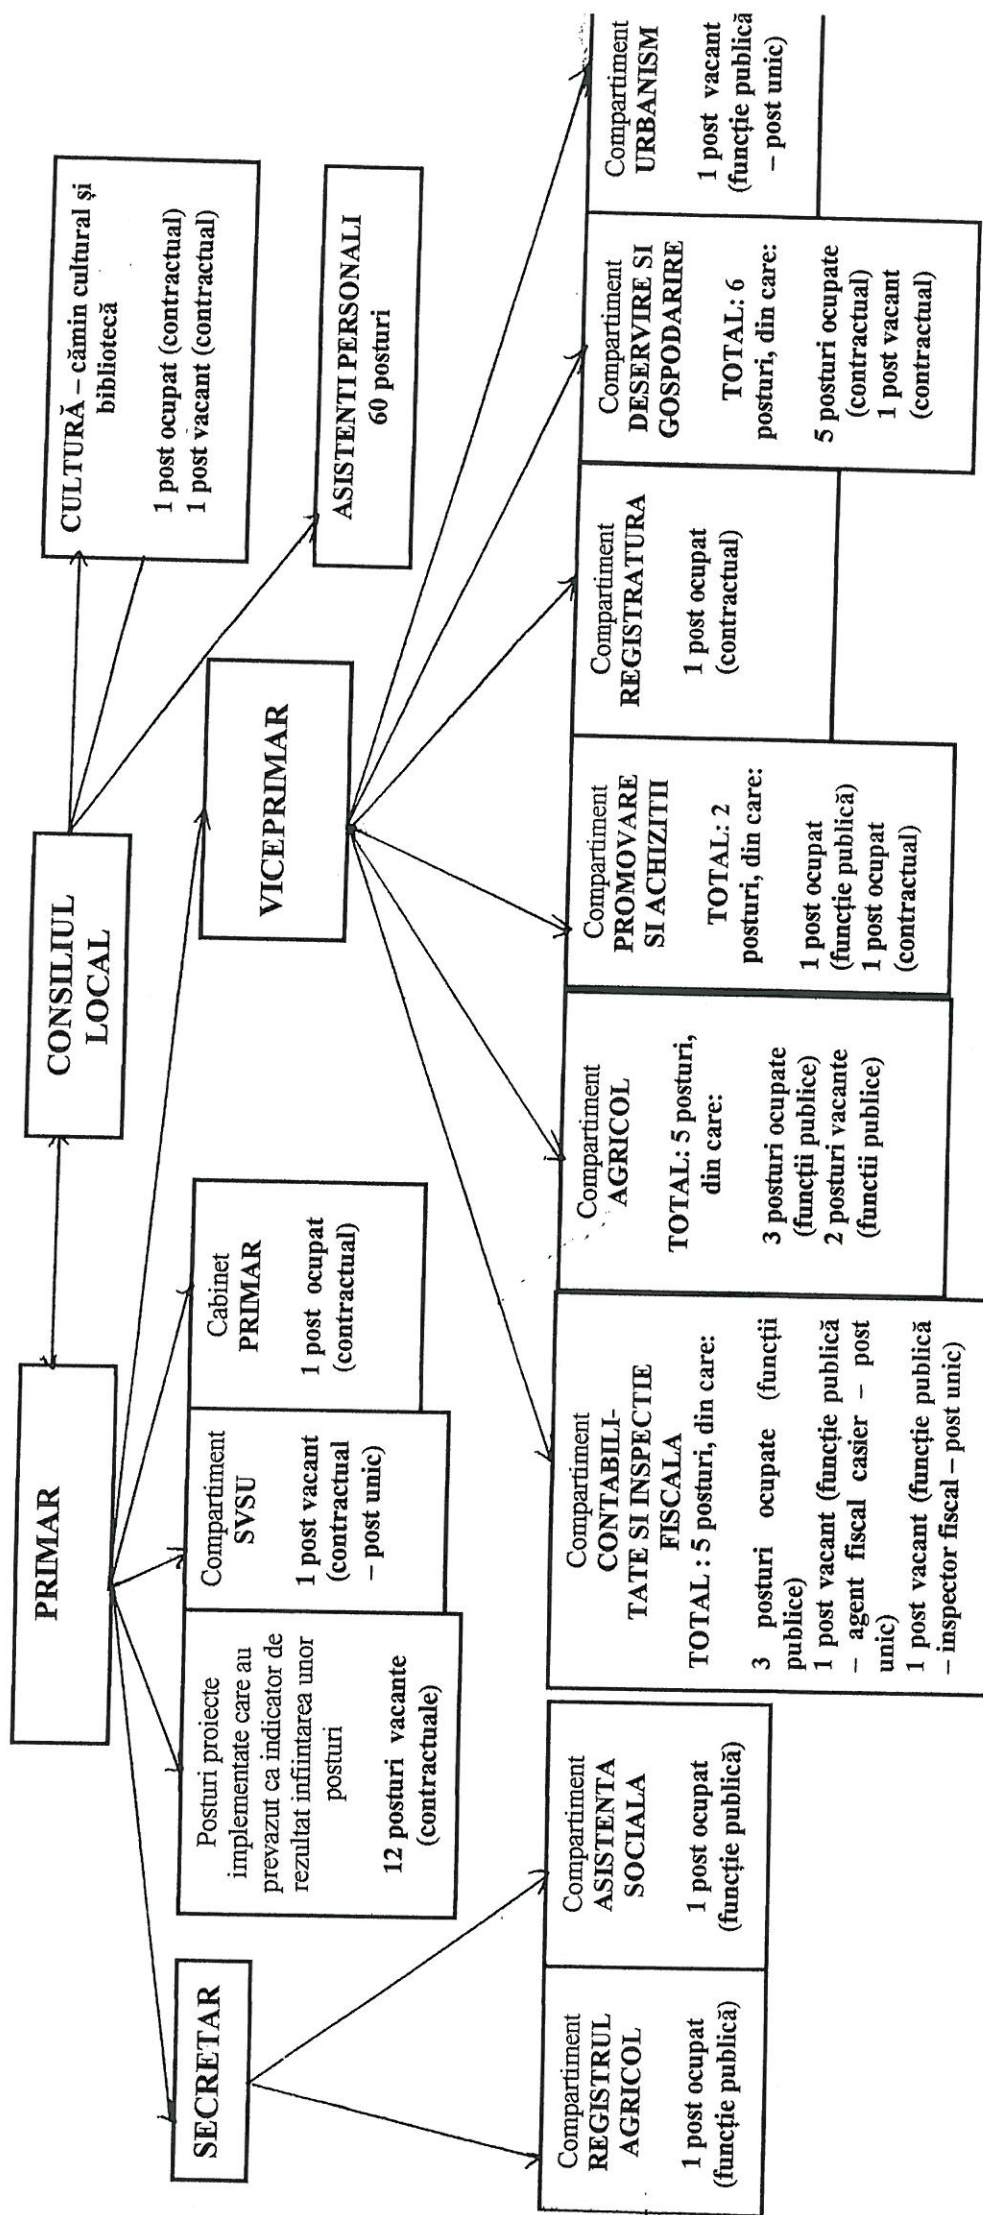 PRIMAR
CONSILIUL
LOCAL
CULTURĂ – cămin cultural și
bibliotecă
1 post ocupat (contractual)
1 post vacant (contractual)
ASISTENTI PERSONALI
60 posturi
SECRETAR
Posturi proiecte
implementate care au
prevazut ca indicator de
rezultat infiintarea unor
posturi
12 posturi vacante
(contractuale)
Compartiment
SVSU
1 post vacant
(contractual
– post unic)
Cabinet
PRIMAR
1 post ocupat
(contractual)
VICEPRIMAR
Compartiment
REGISTRUL
AGRICOL
1 post ocupat
(funcție publică)
Compartiment
ASISTENTA
SOCIALA
1 post ocupat
(funcție publică)
Compartiment
CONTABILI-
TATE SI INSPECTIE
FISCALA
TOTAL : 5 posturi, din care:
3 posturi ocupate (funcții
publice)
1 post vacant (funcție publică
– agent fiscal casier – post
unic)
1 post vacant (funcție publică
– inspector fiscal – post unic)
Compartiment
AGRICOL
TOTAL: 5 posturi,
din care:
3 posturi ocupate
(funcții publice)
2 posturi vacante
(functii publice)
Compartiment
PROMOVARE
SI ACHIZITII
TOTAL: 2
posturi, din care:
1 post ocupat
(funcție publică)
1 post ocupat
(contractual)
Compartiment
REGISTRATURA
1 post ocupat
(contractual)
Compartiment
DESERVIRE SI
GOSPODARIRE
TOTAL: 6
posturi, din care:
5 posturi ocupate
(contractual)
1 post vacant
(contractual)
Compartiment
URBANISM
1 post vacant
(funcție publică
– post unic)